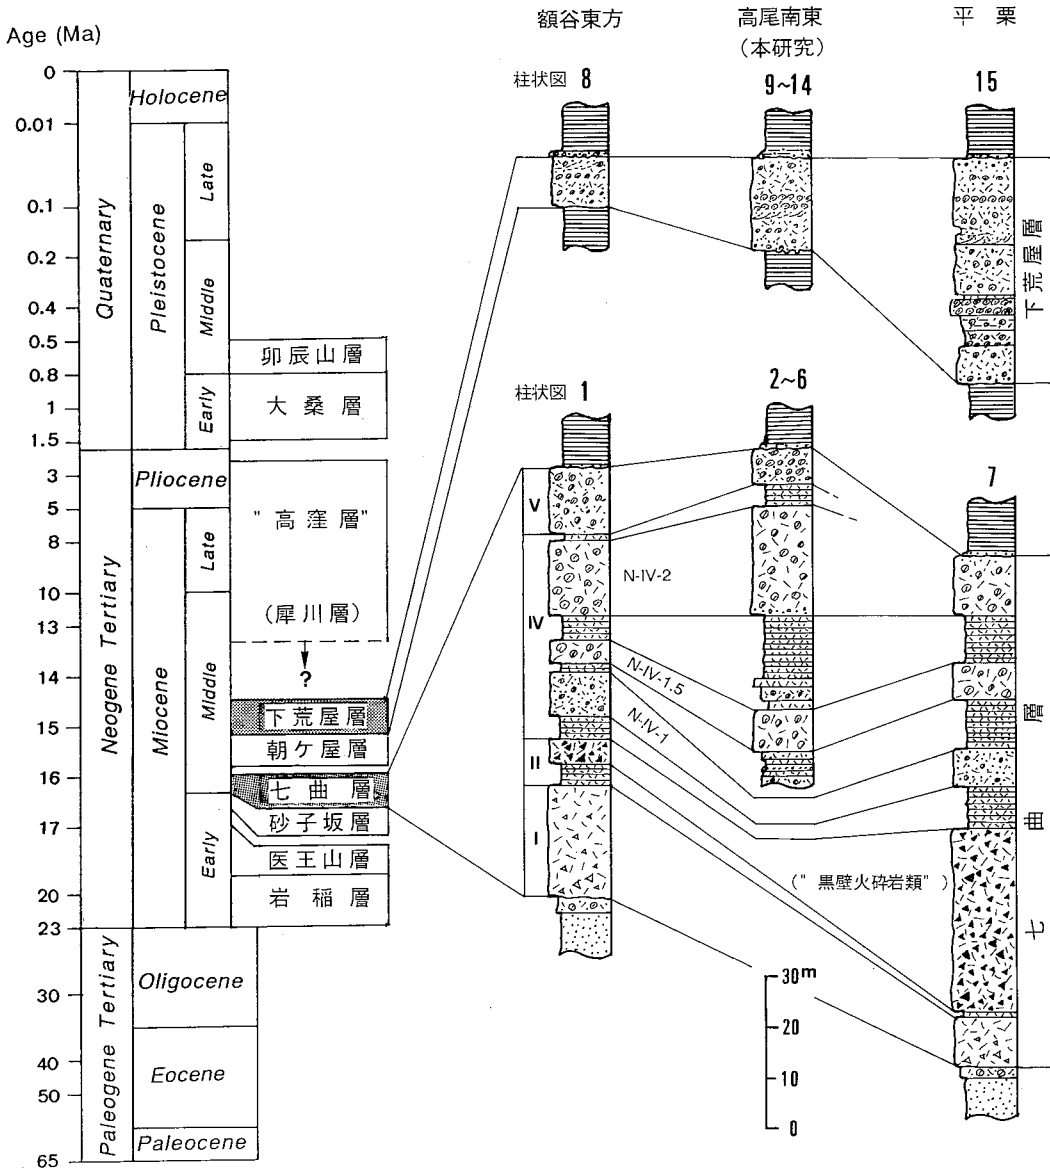 Age (Ma)
0
0.01
0.1
0.2
0.4
0.5
0.8
1
1.5
3
5
8
10
13
14
15
16
17
20
23
30
40
50
65
Quaternary
Neogene Tertiary
Paleogene Tertiary
Holocene
Pleistocene
Late
Middle
Early
Pliocene
Miocene
Late
Middle
Early
Oligocene
Eocene
Paleocene
卯辰山層
大桑層
"高窪層"
(犀川層)
?
下荒屋層
朝ケ屋層
七曲層
砂子坂層
医王山層
岩稲層
額谷東方
高尾南東
(本研究)
平栗
柱状図 8
9~14
15
下荒屋層
柱状図 1
2~6
7
V
IV
II
I
N-IV-2
N-IV-1.5
N-IV-1
("黒壁火砕岩類")
七曲層
30m
20
10
0